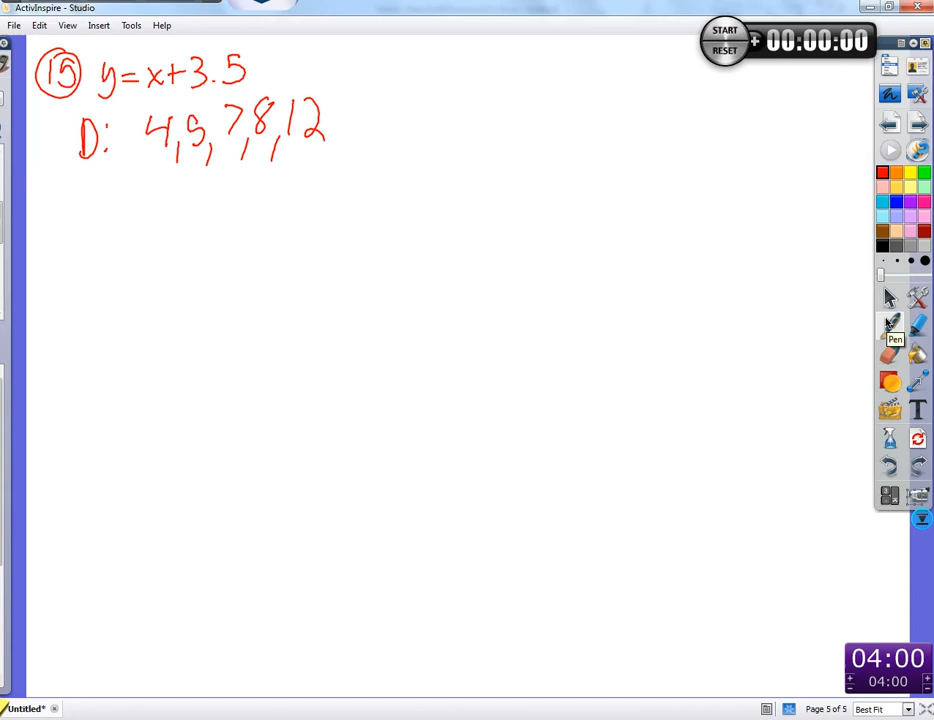 ActivInspire - Studio
File Edit View Insert Tools Help
START
RESET
00:00:00
15 y=x+3.5
D: 4,5,7,8,12
Pen
T
04:00
04:00
Untitled*
Page 5 of 5
Best Fit